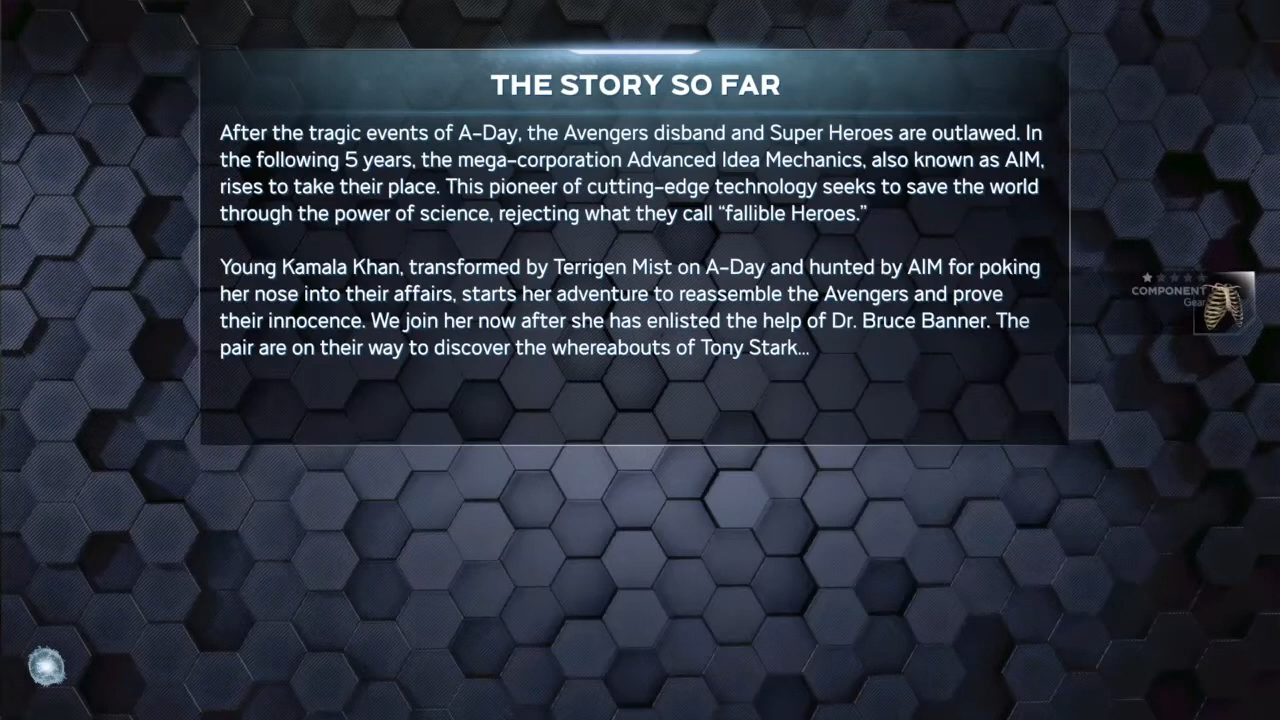 THE STORY SO FAR
After the tragic events of A-Day, the Avengers disband and Super Heroes are outlawed. In
the following 5 years, the mega-corporation Advanced Idea Mechanics, also known as AIM,
rises to take their place. This pioneer of cutting-edge technology seeks to save the world
through the power of science, rejecting what they call “fallible Heroes.”
Young Kamala Khan, transformed by Terrigen Mist on A-Day and hunted by AIM for poking
her nose into their affairs, starts her adventure to reassemble the Avengers and prove
their innocence. We join her now after she has enlisted the help of Dr. Bruce Banner. The
pair are on their way to discover the whereabouts of Tony Stark...
COMPONENT
Gear